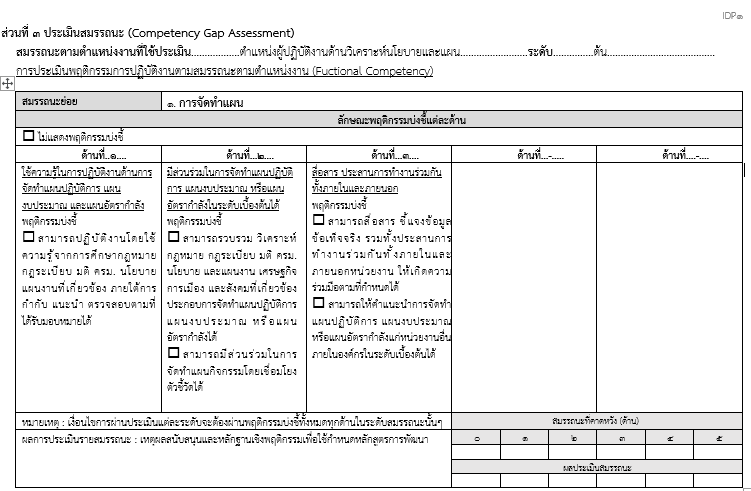 IDP๑
ส่วนที่ ๓ ประเมินสมรรถนะ (Competency Gap Assessment)
สมรรถนะตามตำแหน่งงานที่ใช้ประเมิน.................ตำแหน่งผู้ปฏิบัติงานด้านวิเคราะห์นโยบายและแผน........................ระดับ..............ต้น......................................
การประเมินพฤติกรรมการปฏิบัติงานตามสมรรถนะตามตำแหน่งงาน (Fuctional Competency)
สมรรถนะย่อย
๑. การจัดทำแผน
ลักษณะพฤติกรรมบ่งชี้แต่ละด้าน
☐ ไม่แสดงพฤติกรรมบ่งชี้
ด้านที่..๑....
ด้านที่...๒....
ด้านที่...๓....
ด้านที่...-.....
ด้านที่....-....
ใช้ความรู้ในการปฏิบัติงานด้านการ
จัดทำแผนปฏิบัติการ แผน
งบประมาณ และแผนอัตรากำลัง
พฤติกรรมบ่งชี้
☐ สามารถปฏิบัติงานโดยใช้
ความรู้จากการศึกษากฎหมาย
กฎระเบียบ มติ ครม. นโยบาย
แผนงานที่เกี่ยวข้อง ภายใต้การ
กำกับ แนะนำ ตรวจสอบตามที่
ได้รับมอบหมายได้
มีส่วนร่วมในการจัดทำแผนปฏิบัติ
การ แผนงบประมาณ หรือแผน
อัตรากำลังในระดับเบื้องต้นได้
พฤติกรรมบ่งชี้
☐ สามารถรวบรวม วิเคราะห์
กฎหมาย กฎระเบียบ มติ ครม.
นโยบาย และแผนงาน เศรษฐกิจ
การเมือง และสังคมที่เกี่ยวข้อง
ประกอบการจัดทำแผนปฏิบัติการ
แผนงบประมาณ หรือแผน
อัตรากำลังได้
☐ สามารถมีส่วนร่วมในการ
จัดทำแผนกิจกรรมโดยเชื่อมโยง
ตัวชี้วัดได้
สื่อสาร ประสานการทำงานร่วมกัน
ทั้งภายในและภายนอก
พฤติกรรมบ่งชี้
☐ สามารถสื่อสาร ชี้แจงข้อมูล
ข้อเท็จจริง รวมทั้งประสานการ
ทำงานร่วมกันทั้งภายในและ
ภายนอกหน่วยงาน ให้เกิดความ
ร่วมมือตามที่กำหนดได้
☐ สามารถให้คำแนะนำการจัดทำ
แผนปฏิบัติการ แผนงบประมาณ
หรือแผนอัตรากำลังแก่หน่วยงานอื่น
ภายในองค์กรในระดับเบื้องต้นได้
หมายเหตุ : เงื่อนไขการผ่านประเมินแต่ละระดับจะต้องผ่านพฤติกรรมบ่งชี้ทั้งหมดทุกด้านในระดับสมรรถนะนั้นๆ
สมรรถนะที่คาดหวัง (ด้าน)
ผลการประเมินรายสมรรถนะ : เหตุผลสนับสนุนและหลักฐานเชิงพฤติกรรมเพื่อใช้กำหนดหลักสูตรการพัฒนา
๐ ๑ ๒ ๓ ๔ ๕
ผลประเมินสมรรถนะ